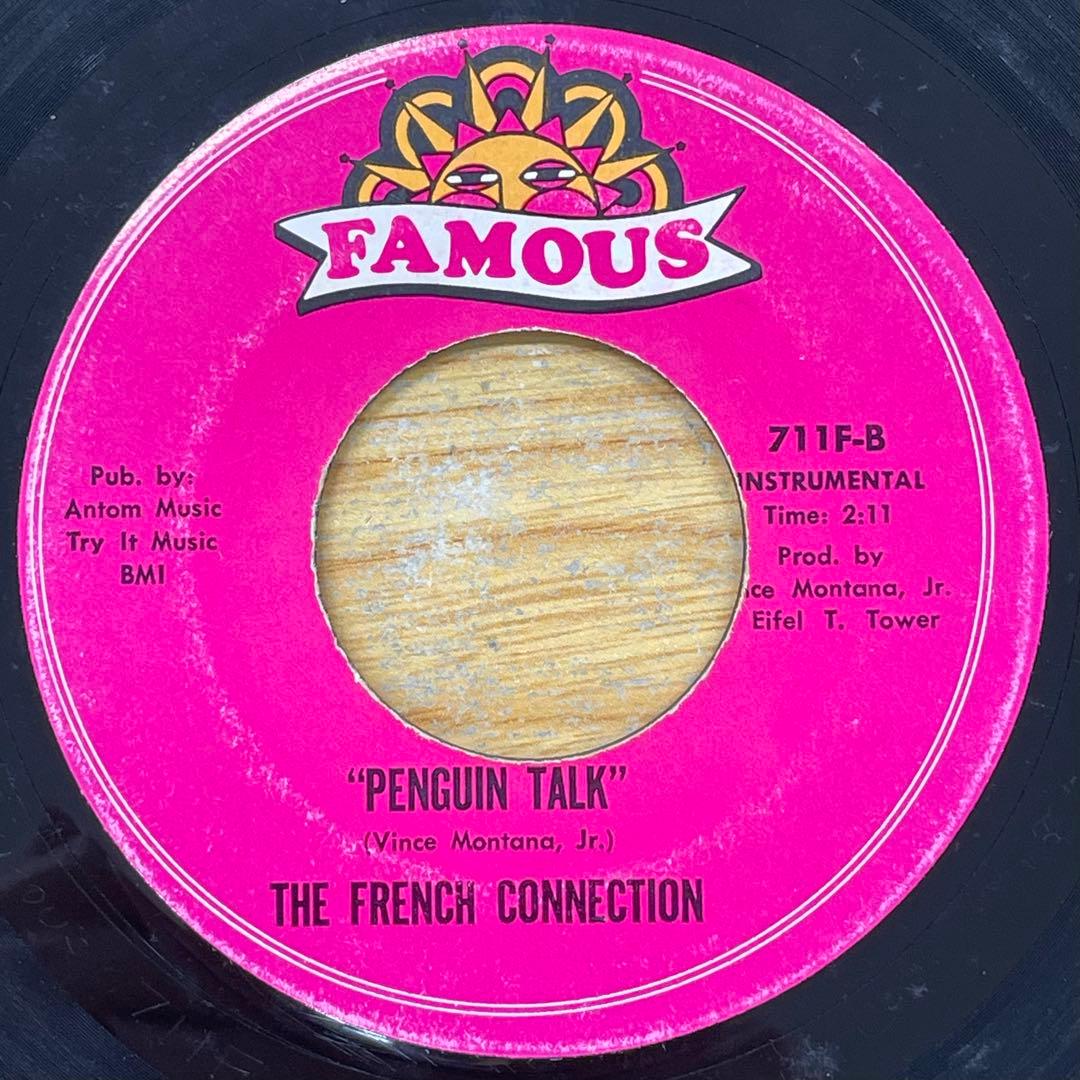 FAMOUS
Pub. by:
Antom Music
Try It Music
BMI
711F-B
INSTRUMENTAL
Time: 2:11
Prod. by
Montana, Jr.
Eifel T. Tower
"PENGUIN TALK"
(Vince Montana, Jr.)
THE FRENCH CONNECTION